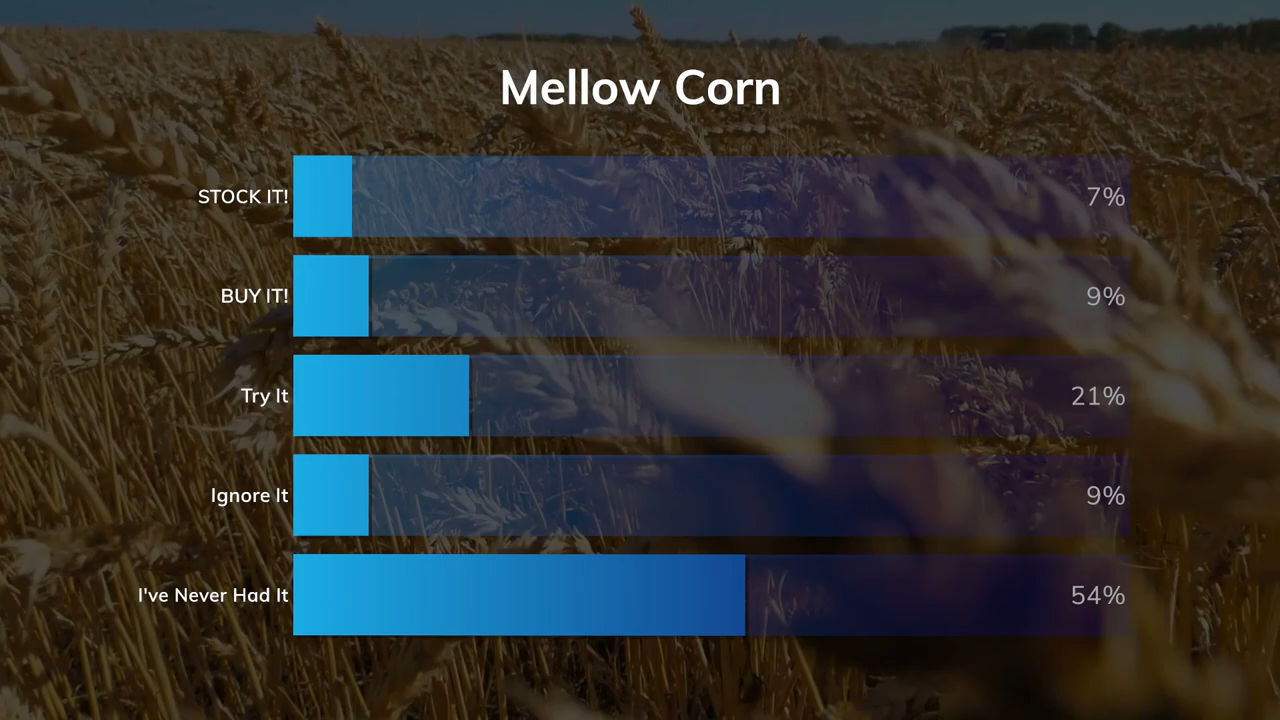 Mellow Corn
STOCK IT! 7%
BUY IT! 9%
Try It 21%
Ignore It 9%
I've Never Had It 54%